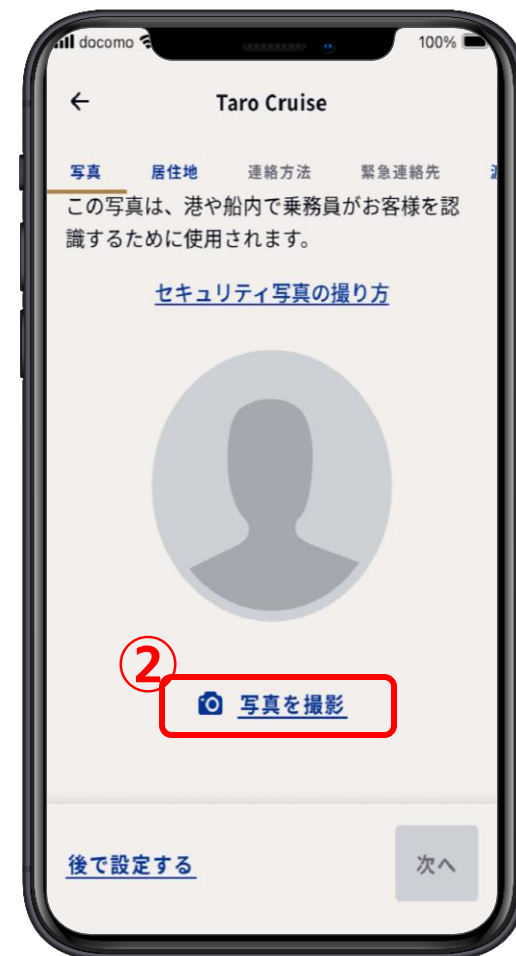 docomo 100%
← Taro Cruise
写真 居住地 連絡方法 緊急連絡先
この写真は、港や船内で乗務員がお客様を認
識するために使用されます。
セキュリティ写真の撮り方
②
写真を撮影
後で設定する 次へ